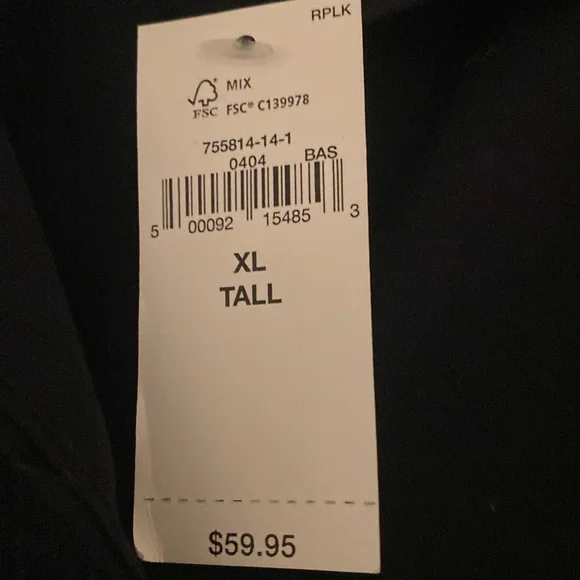 RPLK
MIX
FSC FSC® C139978
755814-14-1
0404 BAS
5 00092 15485 3
XL
TALL
$59.95